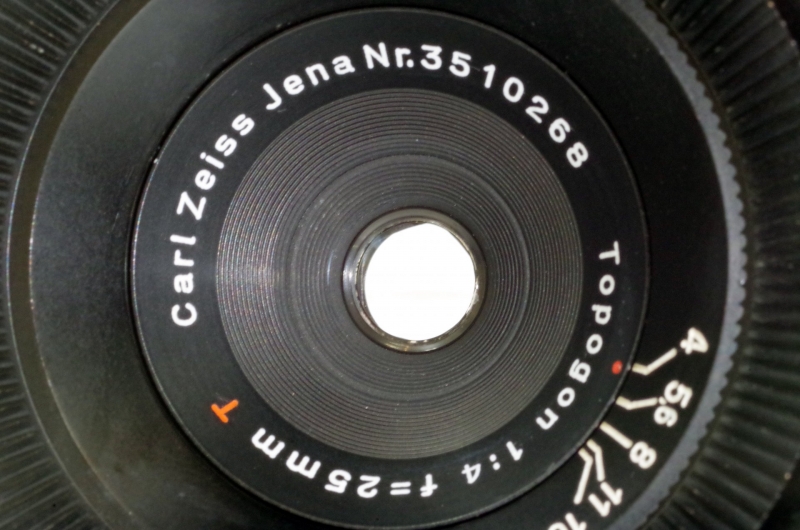 Carl Zeiss Jena Nr. 3510268
Topogon 1:4 f=25mm T
4 5,6 8 11